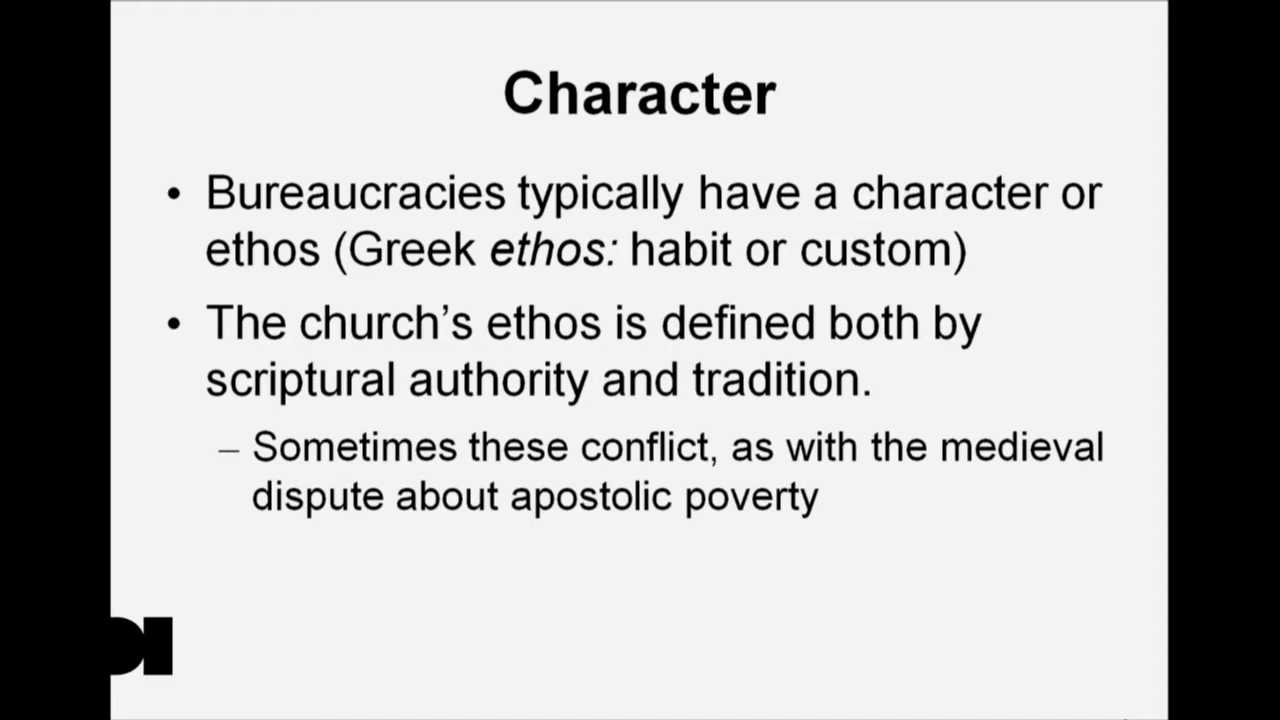 Character
• Bureaucracies typically have a character or
ethos (Greek ethos: habit or custom)
• The church’s ethos is defined both by
scriptural authority and tradition.
– Sometimes these conflict, as with the medieval
dispute about apostolic poverty